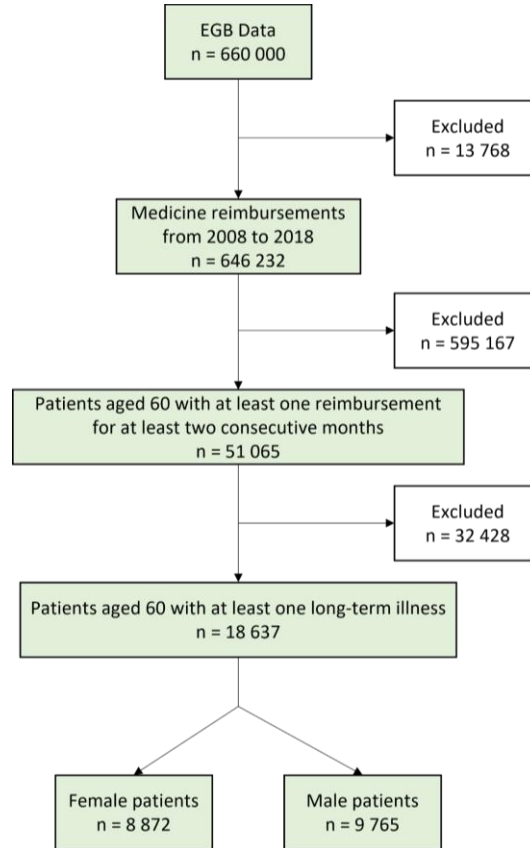 EGB Data
n = 660 000
Excluded
n = 13 768
Medicine reimbursements
from 2008 to 2018
n = 646 232
Excluded
n = 595 167
Patients aged 60 with at least one reimbursement
for at least two consecutive months
n = 51 065
Excluded
n = 32 428
Patients aged 60 with at least one long-term illness
n = 18 637
Female patients
n = 8 872
Male patients
n = 9 765